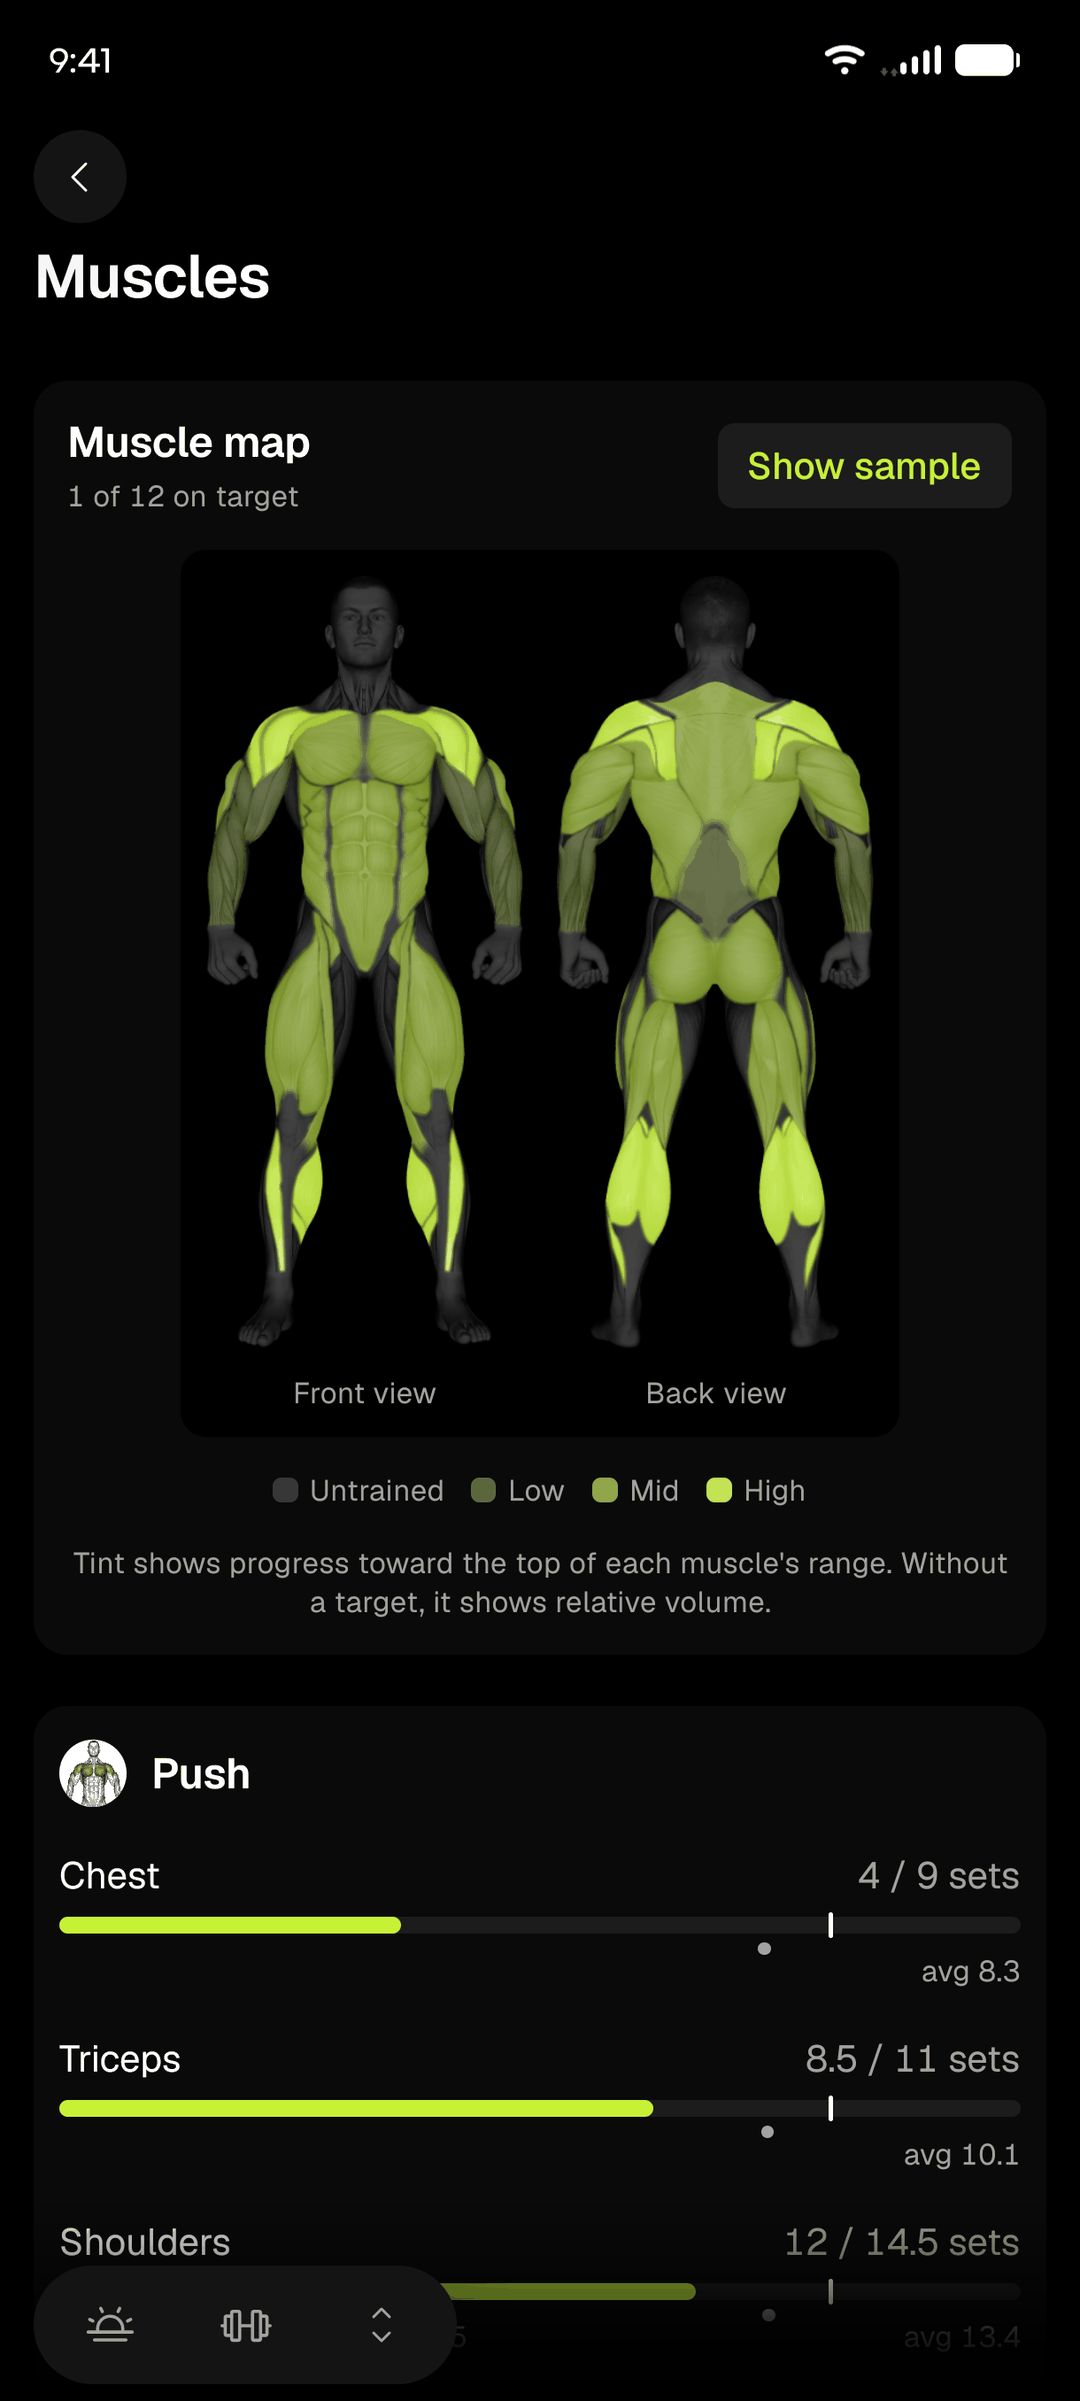 9:41
Muscles
Muscle map
1 of 12 on target
Show sample
Front view
Back view
Untrained
Low
Mid
High
Tint shows progress toward the top of each muscle's range. Without
a target, it shows relative volume.
Push
Chest
4 / 9 sets
avg 8.3
Triceps
8.5 / 11 sets
avg 10.1
Shoulders
12 / 14.5 sets
avg 13.4